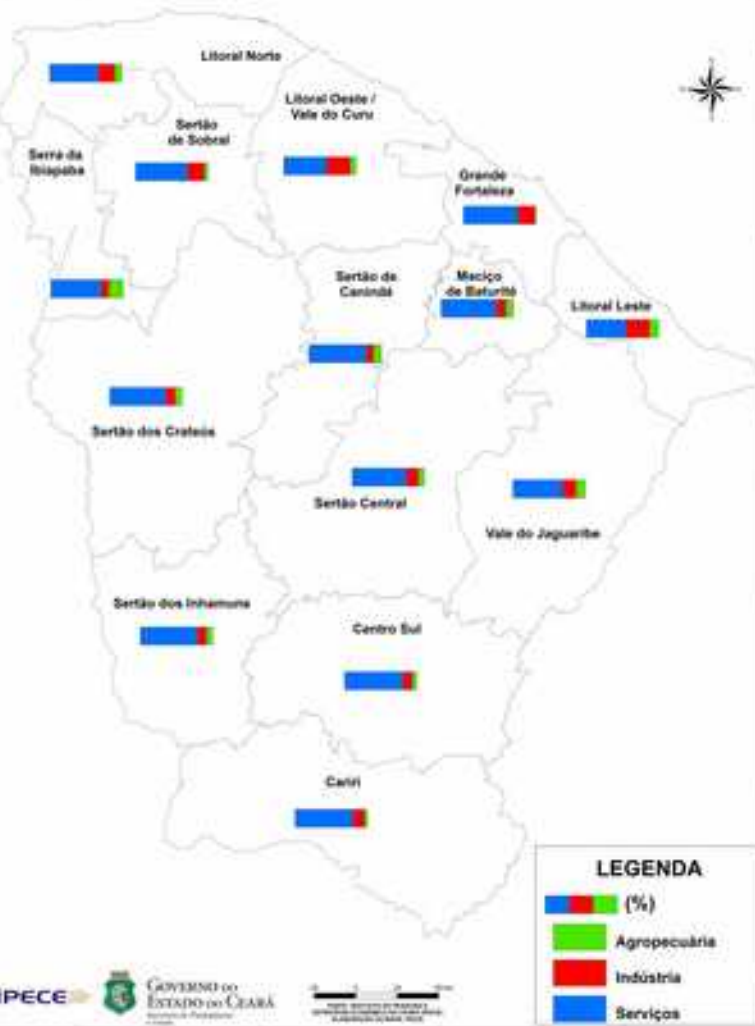 Litoral Norte
Litoral Oeste /
Vale do Curu
Sertão
de Sobral
Serra da
Ibiapaba
Grande
Fortaleza
Sertão de
Canindé
Maciço
de Baturité
Litoral Leste
Sertão dos Crateús
Sertão Central
Vale do Jaguaribe
Sertão dos Inhamuns
Centro Sul
Cariri
LEGENDA
(%)
Agropecuária
Indústria
Serviços
IPECE
GOVERNO DO
ESTADO DO CEARÁ